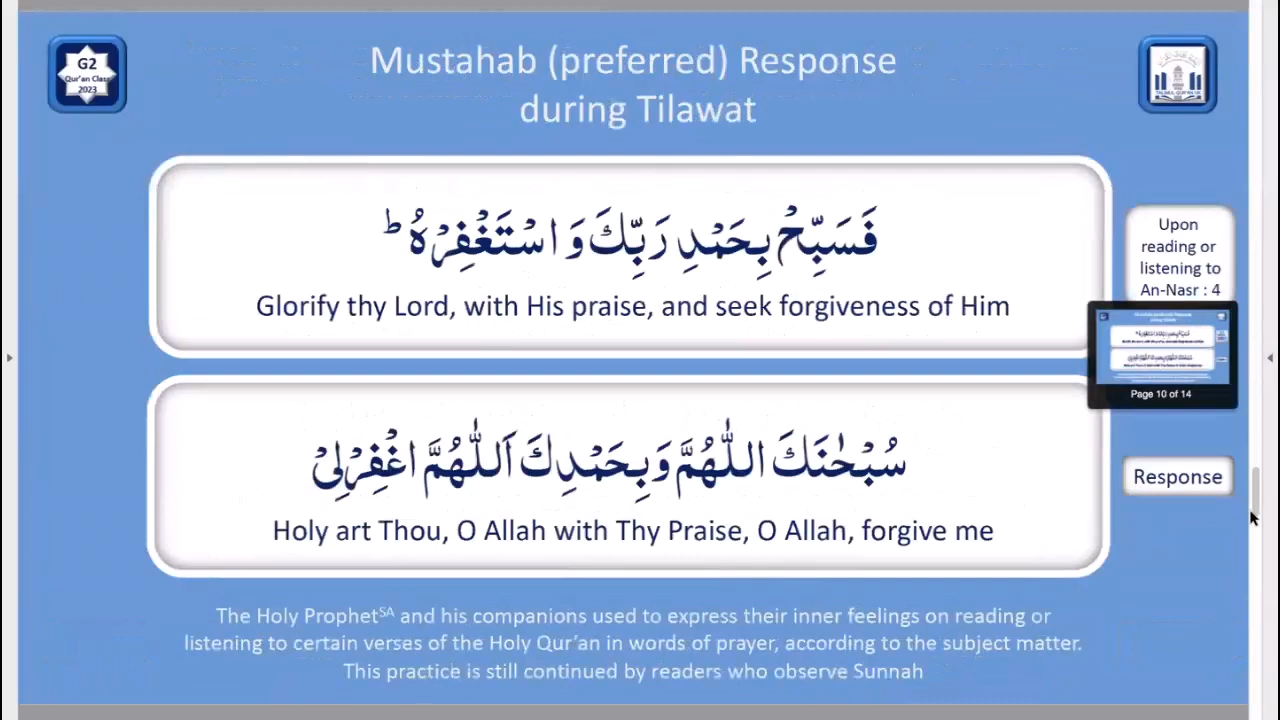 G2
Qur'an Class
2023
Mustahab (preferred) Response
during Tilawat
فَسَبِّحْ بِحَمْدِ رَبِّكَ وَ اسْتَغْفِرْهُ ؕ
Glorify thy Lord, with His praise, and seek forgiveness of Him
Upon
reading or
listening to
An-Nasr : 4
Page 10 of 14
سُبْحٰنَكَ اللّٰهُمَّ وَبِحَمْدِكَ اَللّٰهُمَّ اغْفِرْلِىْ
Holy art Thou, O Allah with Thy Praise, O Allah, forgive me
Response
The Holy Prophet^SA and his companions used to express their inner feelings on reading or
listening to certain verses of the Holy Qur'an in words of prayer, according to the subject matter.
This practice is still continued by readers who observe Sunnah